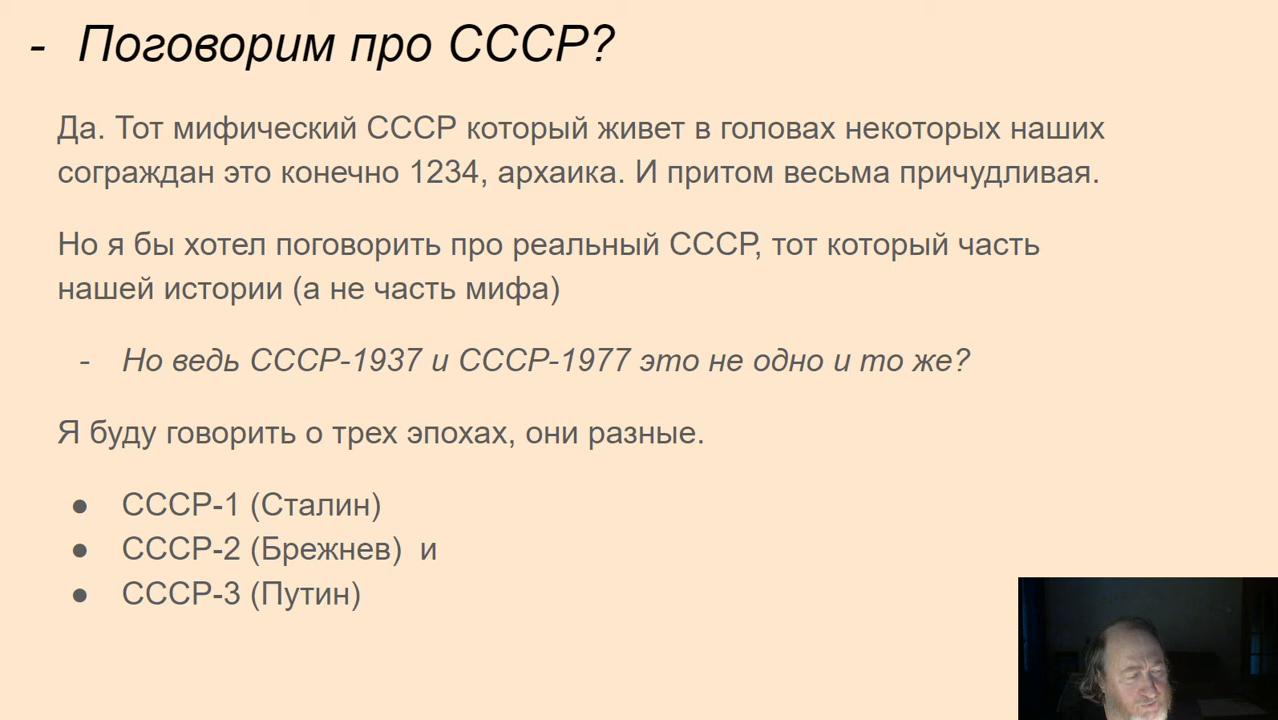 - Поговорим про СССР?
Да. Тот мифический СССР который живет в головах некоторых наших
сограждан это конечно 1234, архаика. И притом весьма причудливая.
Но я бы хотел поговорить про реальный СССР, тот который часть
нашей истории (а не часть мифа)
- Но ведь СССР-1937 и СССР-1977 это не одно и то же?
Я буду говорить о трех эпохах, они разные.
● СССР-1 (Сталин)
● СССР-2 (Брежнев) и
● СССР-3 (Путин)